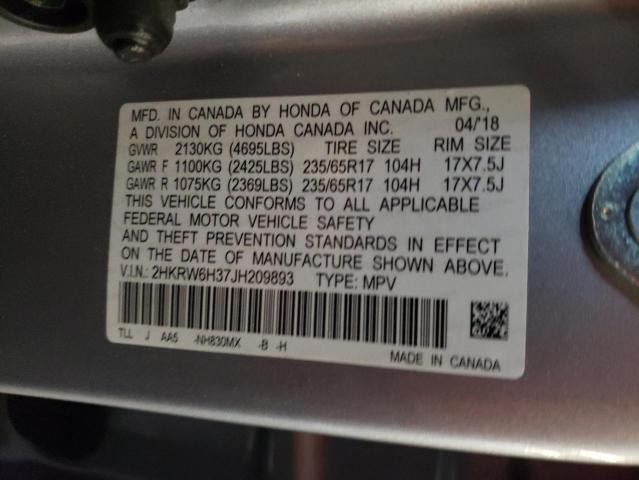 MFD. IN CANADA BY HONDA OF CANADA MFG.,
A DIVISION OF HONDA CANADA INC. 04/'18
GVWR 2130KG (4695LBS) TIRE SIZE RIM SIZE
GAWR F 1100KG (2425LBS) 235/65R17 104H 17X7.5J
GAWR R 1075KG (2369LBS) 235/65R17 104H 17X7.5J
THIS VEHICLE CONFORMS TO ALL APPLICABLE
FEDERAL MOTOR VEHICLE SAFETY
AND THEFT PREVENTION STANDARDS IN EFFECT
ON THE DATE OF MANUFACTURE SHOWN ABOVE.
V.I.N.: 2HKRW6H37JH209893 TYPE: MPV
TLL J AA5 -NH830MX -B -H
MADE IN CANADA